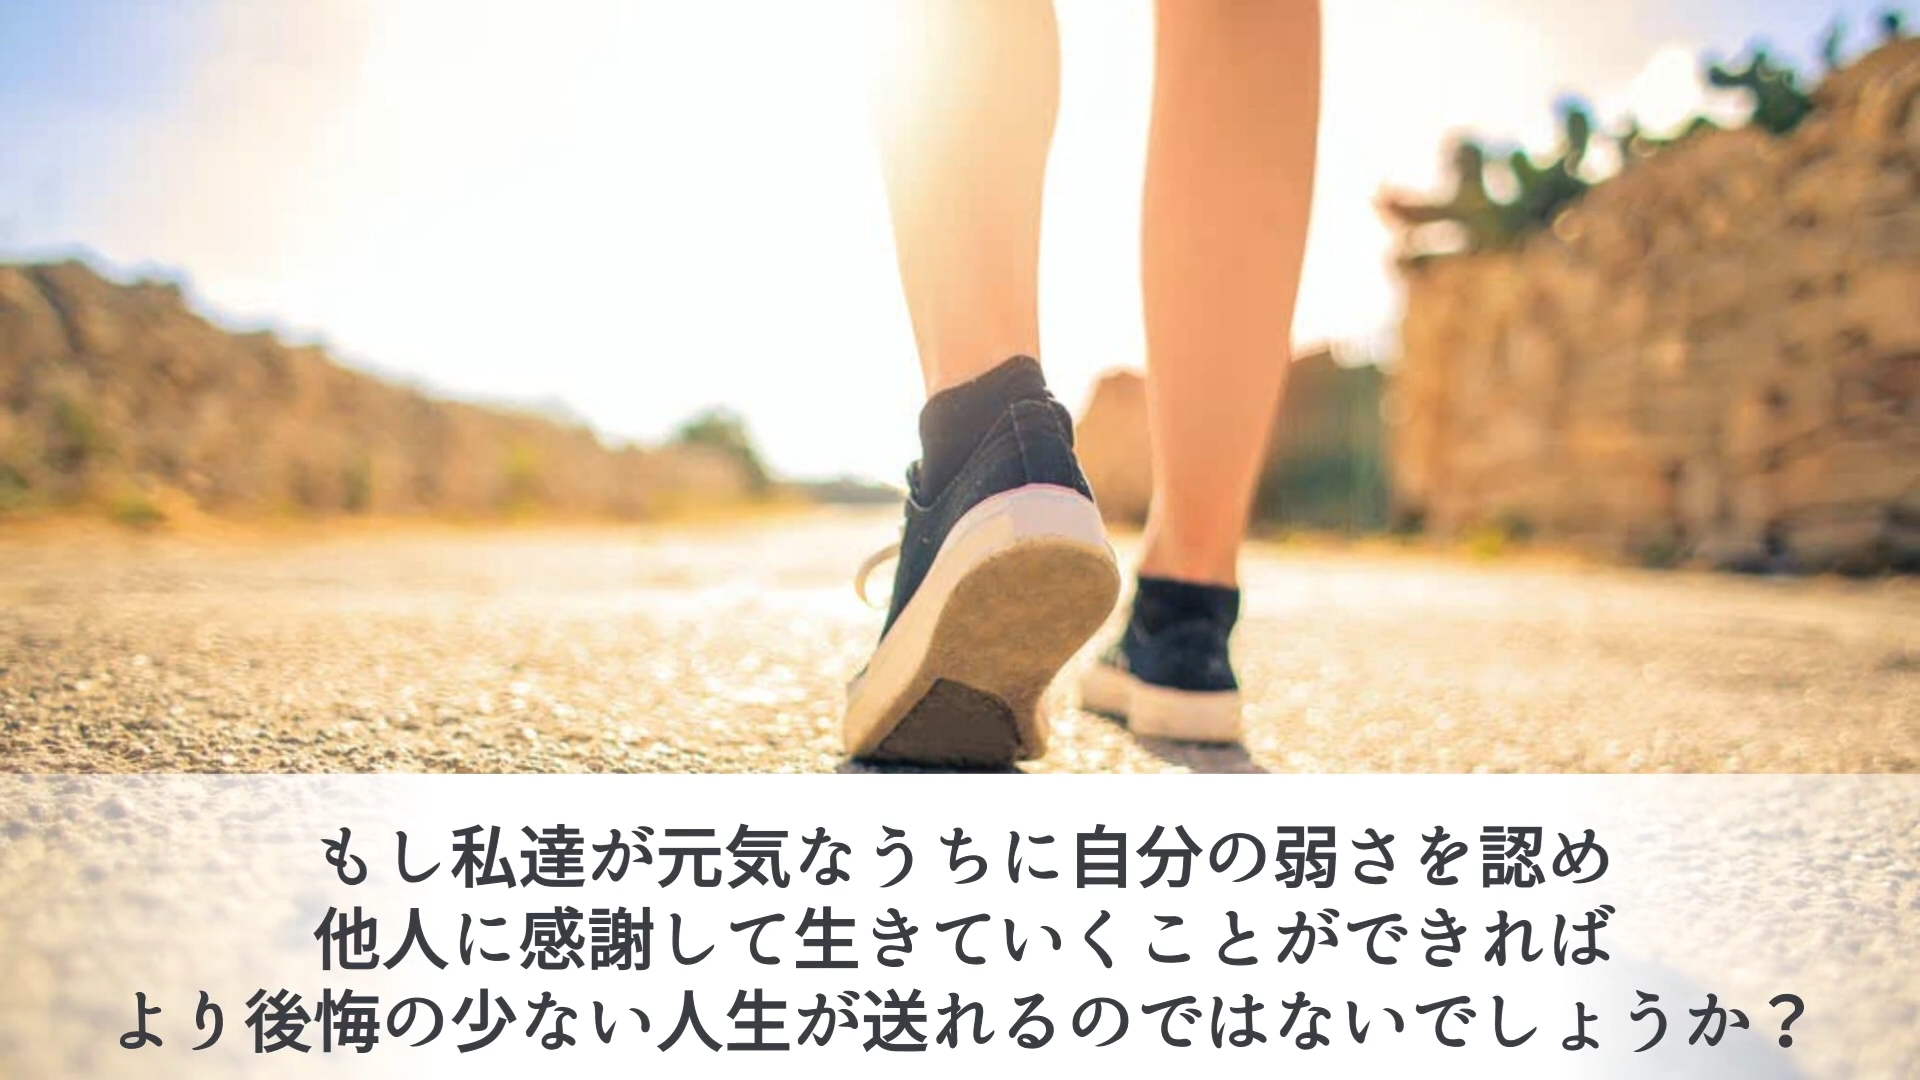 もし私達が元気なうちに自分の弱さを認め
他人に感謝して生きていくことができれば
より後悔の少ない人生が送れるのではないでしょうか？